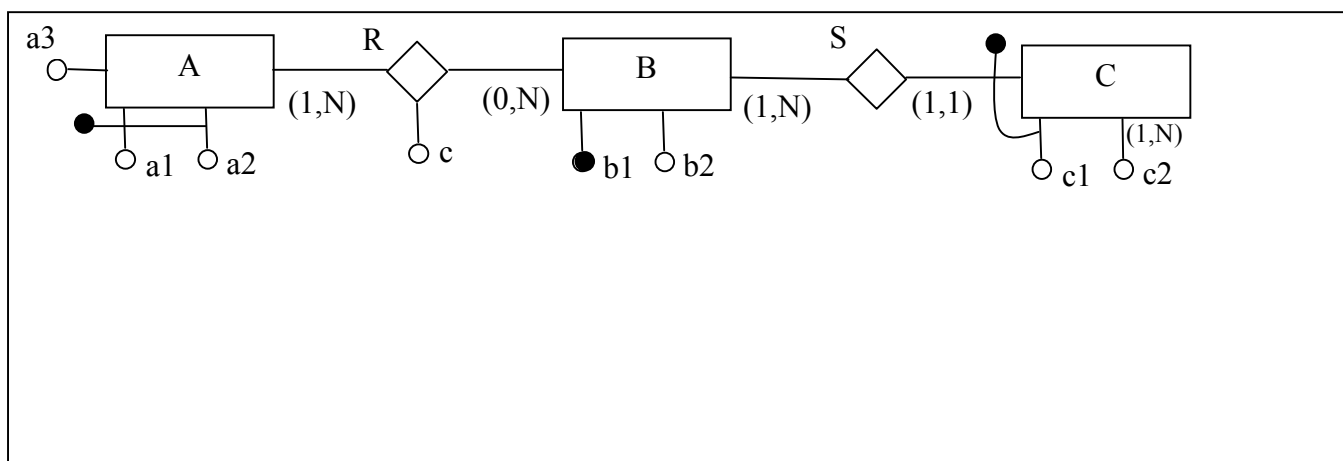 a3
A
R
B
S
C
(1,N)
(0,N)
(1,N)
(1,1)
(1,N)
a1
a2
c
b1
b2
c1
c2